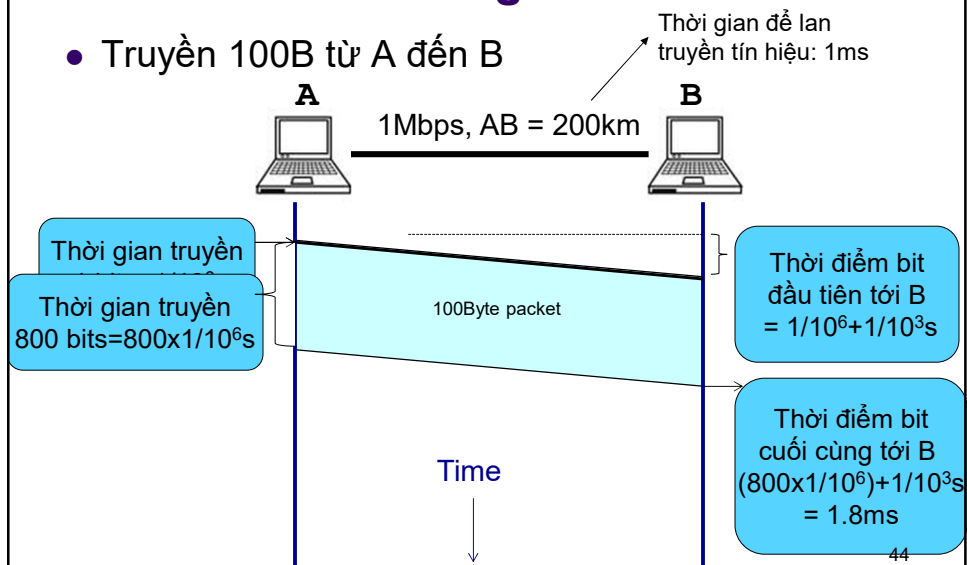 g
• Truyền 100B từ A đến B
Thời gian để lan
truyền tín hiệu: 1ms
A
B
1Mbps, AB = 200km
Thời gian truyền
Thời gian truyền
800 bits=800x1/10⁶s
100Byte packet
Thời điểm bit
đầu tiên tới B
= 1/10⁶+1/10³s
Thời điểm bit
cuối cùng tới B
(800x1/10⁶)+1/10³s
= 1.8ms
Time
44